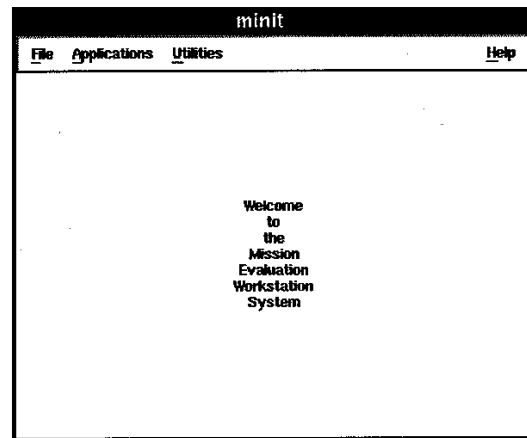 minit
File Applications Utilities Help
Welcome
to
the
Mission
Evaluation
Workstation
System